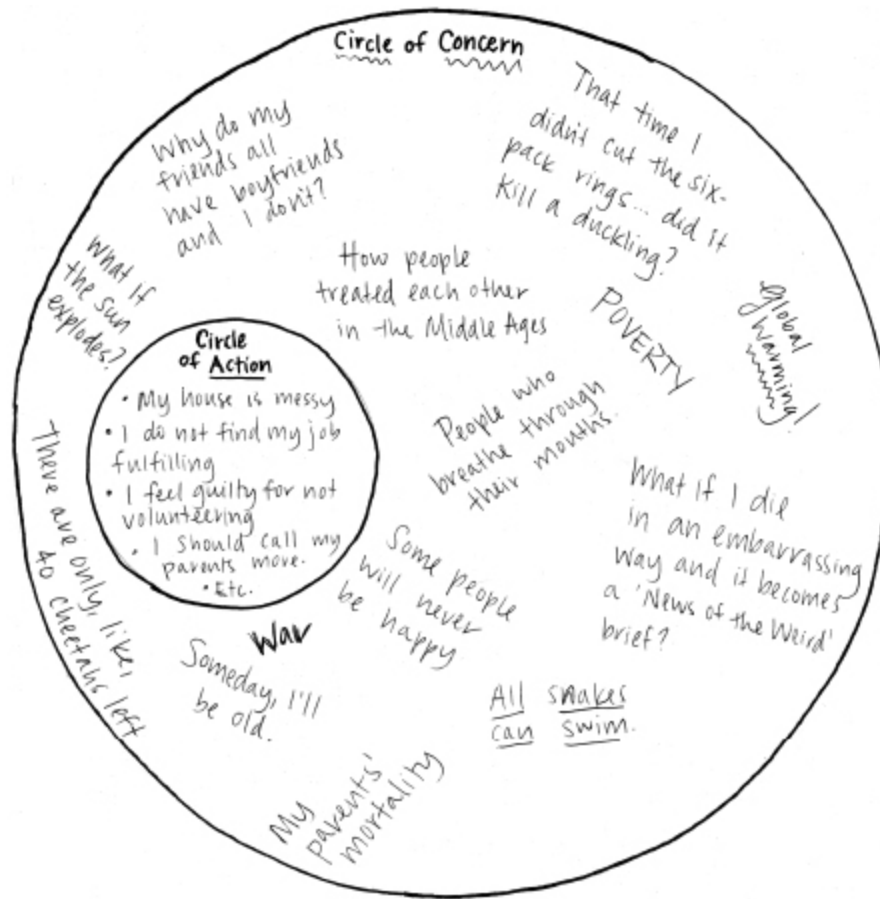 Circle of Concern
Why do my
friends all
have boyfriends
and I don't?
That time I
didn't cut the six-
pack rings... did it
kill a duckling?
What if
the sun
explodes?
How people
treated each other
in the Middle Ages
POVERTY
Global
Warming!
Circle
of Action
• My house is messy
• I do not find my job
fulfilling
• I feel guilty for not
volunteering
• I should call my
parents more.
• Etc.
People who
breathe through
their mouths.
What if I die
in an embarrassing
way and it becomes
a 'News of the Weird'
brief?
There are only, like,
40 cheetahs left
Some people
will never
be happy
War
Someday, I'll
be old.
All snakes
can swim.
My
parents'
mortality